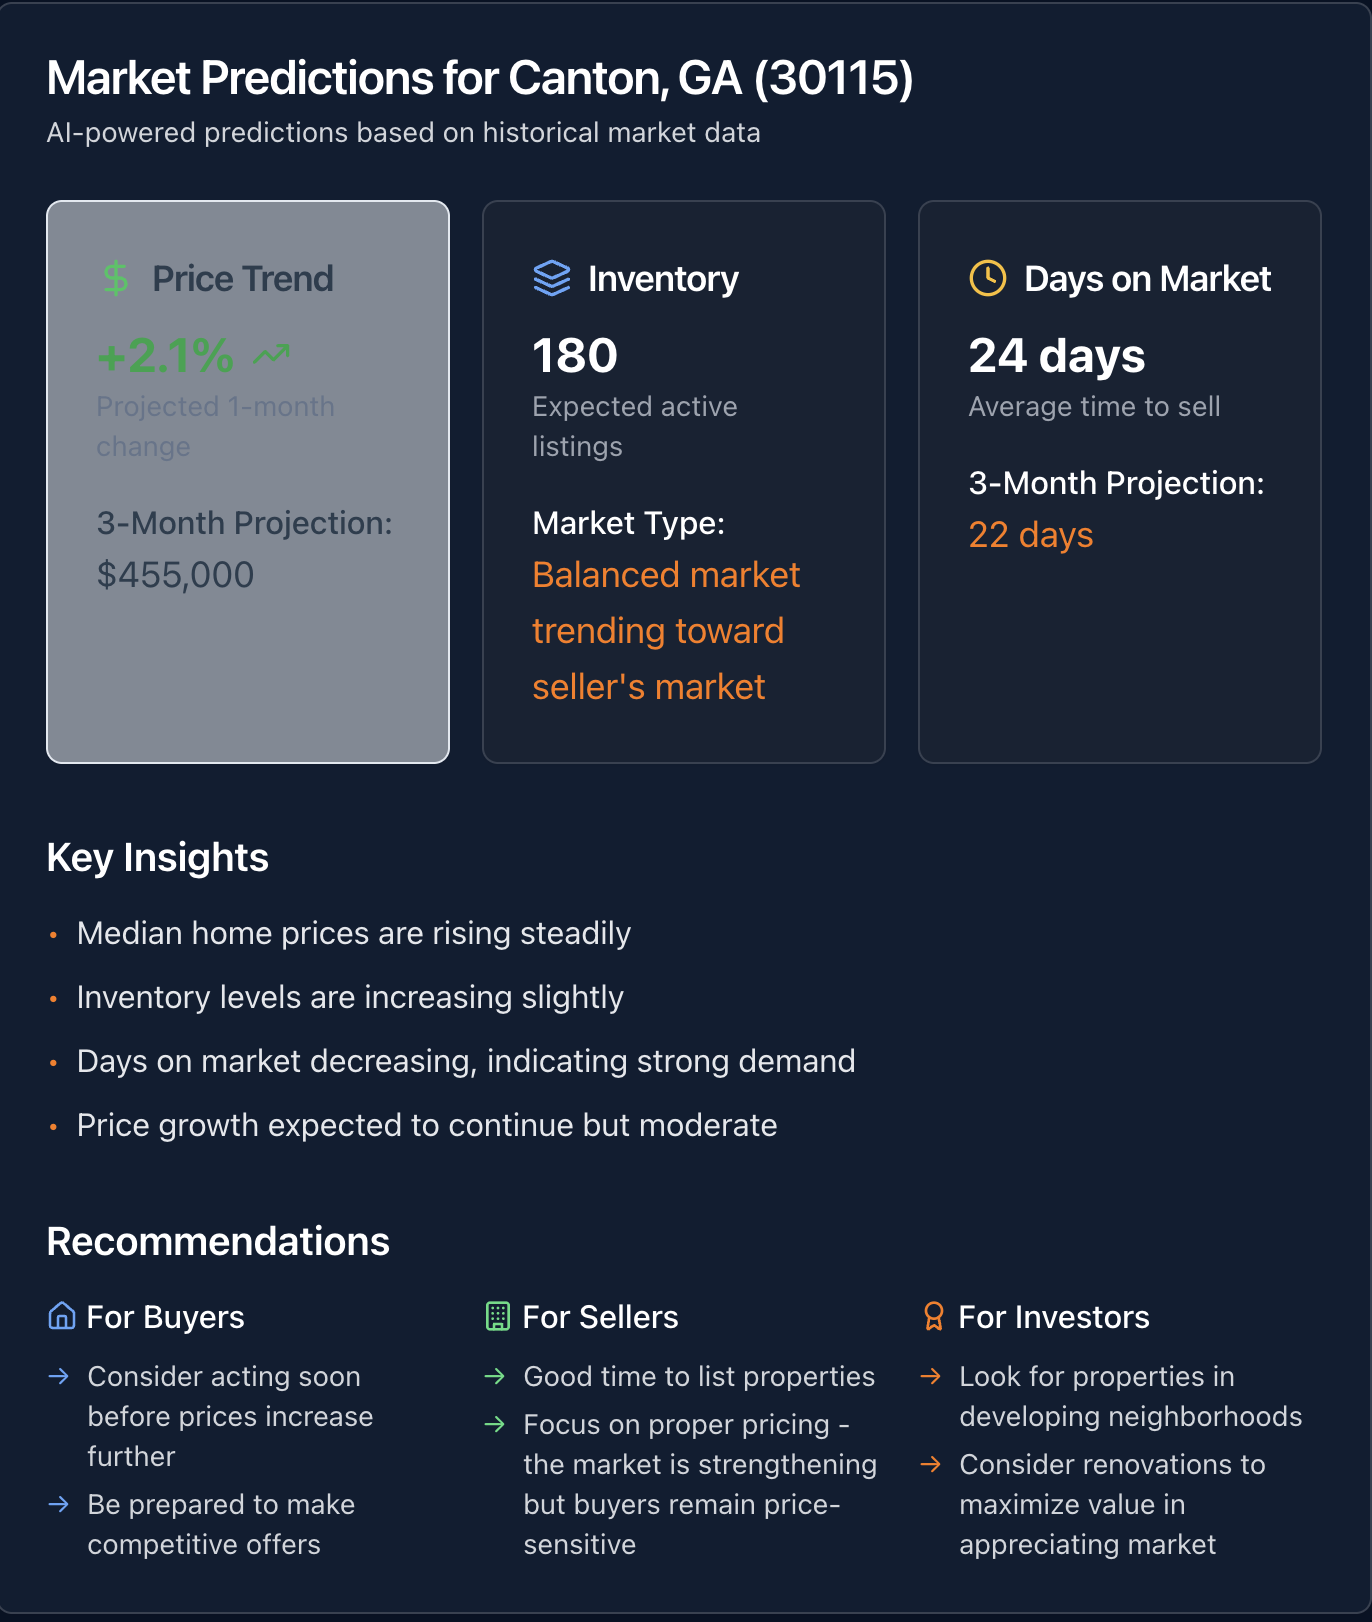 Market Predictions for Canton, GA (30115)
AI-powered predictions based on historical market data
Price Trend
+2.1%
Projected 1-month
change
3-Month Projection:
$455,000
Inventory
180
Expected active
listings
Market Type:
Balanced market
trending toward
seller's market
Days on Market
24 days
Average time to sell
3-Month Projection:
22 days
Key Insights
• Median home prices are rising steadily
• Inventory levels are increasing slightly
• Days on market decreasing, indicating strong demand
• Price growth expected to continue but moderate
Recommendations
For Buyers
→ Consider acting soon
before prices increase
further
→ Be prepared to make
competitive offers
For Sellers
→ Good time to list properties
→ Focus on proper pricing -
the market is strengthening
but buyers remain price-
sensitive
For Investors
→ Look for properties in
developing neighborhoods
→ Consider renovations to
maximize value in
appreciating market